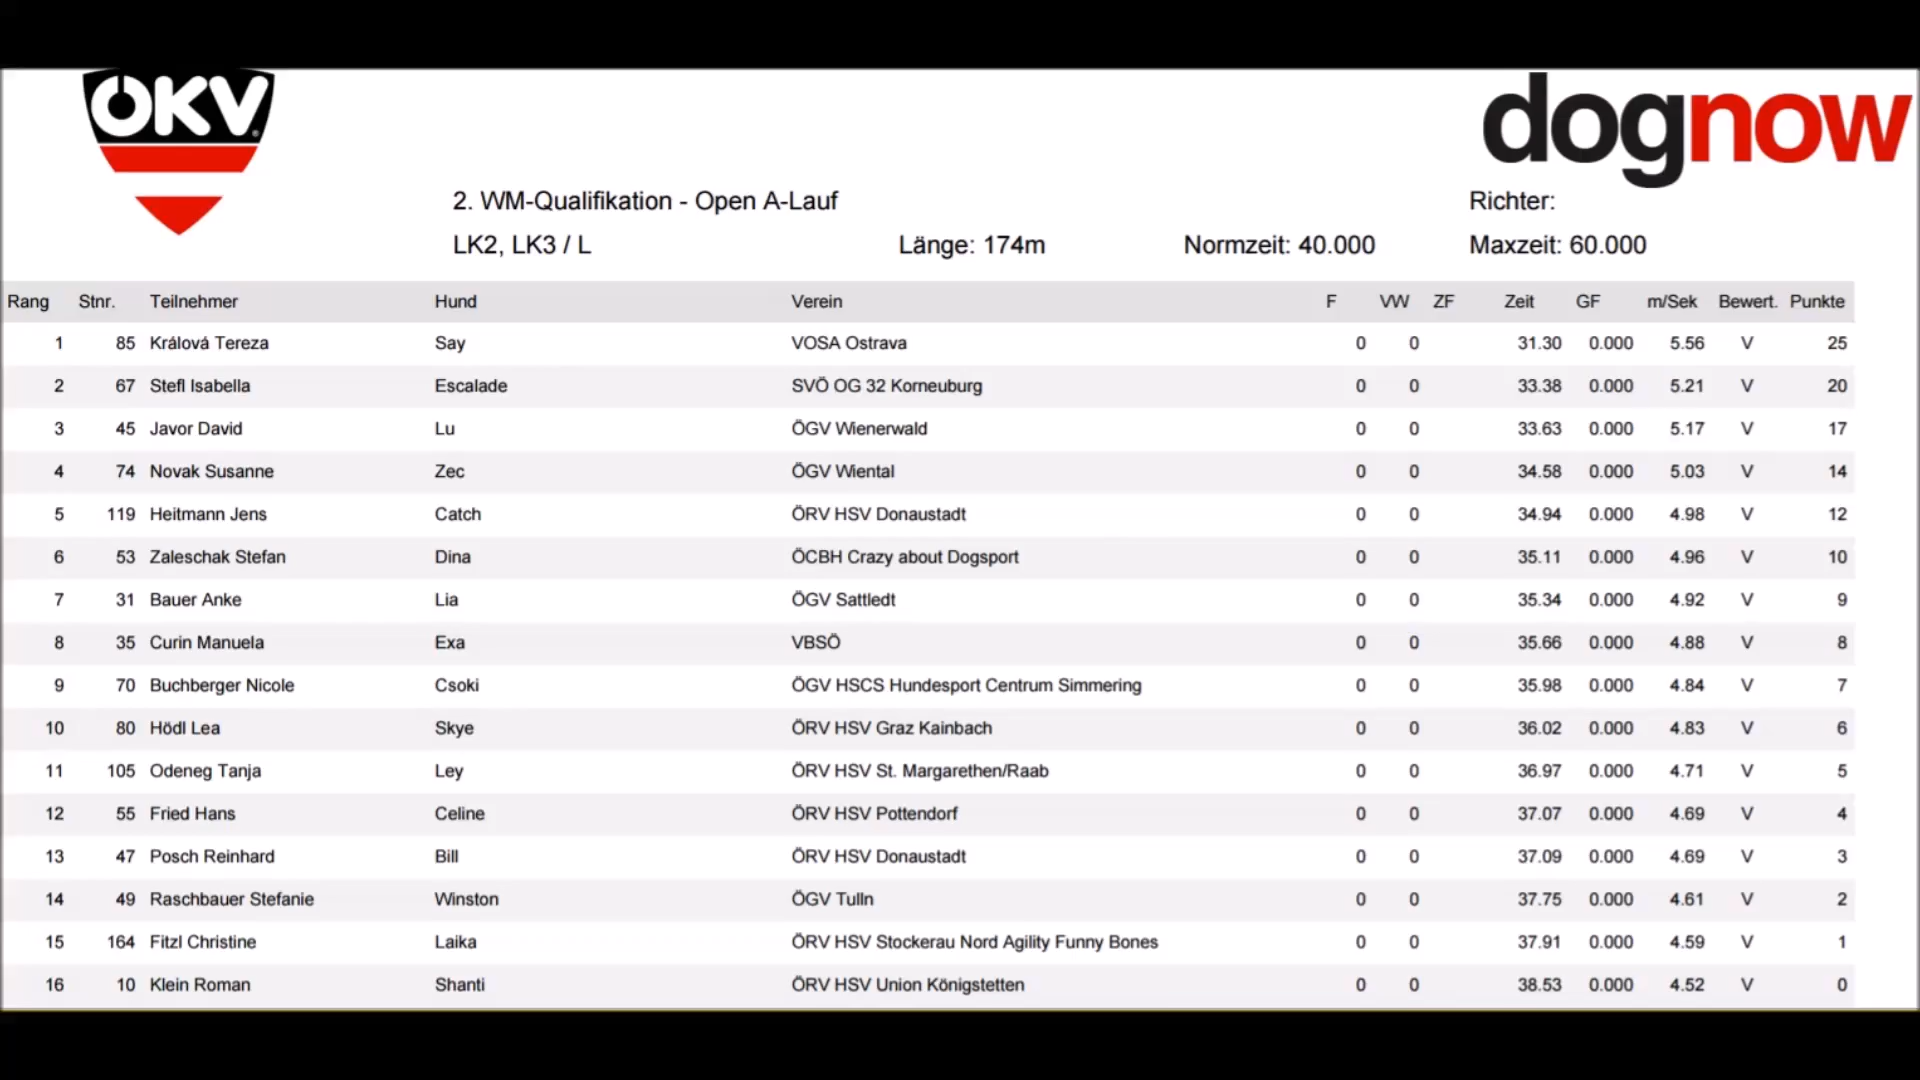 ÖKV®
dognow
2. WM-Qualifikation - Open A-Lauf Richter:
LK2, LK3 / L Länge: 174m Normzeit: 40.000 Maxzeit: 60.000
Rang Stnr. Teilnehmer Hund Verein F VW ZF Zeit GF m/Sek Bewert. Punkte
1 85 Králová Tereza Say VOSA Ostrava 0 0 31.30 0.000 5.56 V 25
2 67 Stefl Isabella Escalade SVÖ OG 32 Korneuburg 0 0 33.38 0.000 5.21 V 20
3 45 Javor David Lu ÖGV Wienerwald 0 0 33.63 0.000 5.17 V 17
4 74 Novak Susanne Zec ÖGV Wiental 0 0 34.58 0.000 5.03 V 14
5 119 Heitmann Jens Catch ÖRV HSV Donaustadt 0 0 34.94 0.000 4.98 V 12
6 53 Zaleschak Stefan Dina ÖCBH Crazy about Dogsport 0 0 35.11 0.000 4.96 V 10
7 31 Bauer Anke Lia ÖGV Sattledt 0 0 35.34 0.000 4.92 V 9
8 35 Curin Manuela Exa VBSÖ 0 0 35.66 0.000 4.88 V 8
9 70 Buchberger Nicole Csoki ÖGV HSCS Hundesport Centrum Simmering 0 0 35.98 0.000 4.84 V 7
10 80 Hödl Lea Skye ÖRV HSV Graz Kainbach 0 0 36.02 0.000 4.83 V 6
11 105 Odeneg Tanja Ley ÖRV HSV St. Margarethen/Raab 0 0 36.97 0.000 4.71 V 5
12 55 Fried Hans Celine ÖRV HSV Pottendorf 0 0 37.07 0.000 4.69 V 4
13 47 Posch Reinhard Bill ÖRV HSV Donaustadt 0 0 37.09 0.000 4.69 V 3
14 49 Raschbauer Stefanie Winston ÖGV Tulln 0 0 37.75 0.000 4.61 V 2
15 164 Fitzl Christine Laika ÖRV HSV Stockerau Nord Agility Funny Bones 0 0 37.91 0.000 4.59 V 1
16 10 Klein Roman Shanti ÖRV HSV Union Königstetten 0 0 38.53 0.000 4.52 V 0